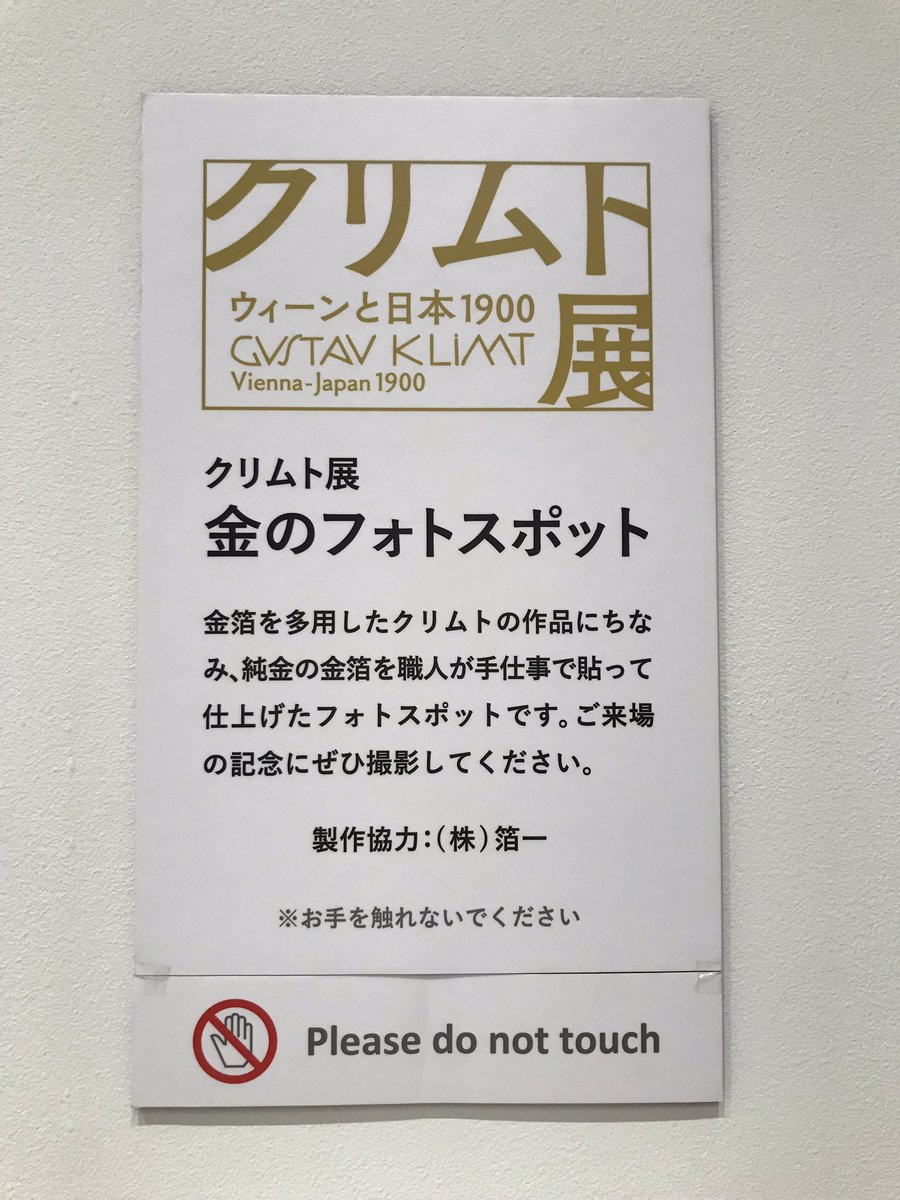 クリムト展
ウィーンと日本1900
GUSTAV KLiMT
Vienna-Japan 1900
クリムト展
金のフォトスポット
金箔を多用したクリムトの作品にちな
み、純金の金箔を職人が手仕事で貼って
仕上げたフォトスポットです。ご来場
の記念にぜひ撮影してください。
製作協力：（株）箔一
※お手を触れないでください
Please do not touch